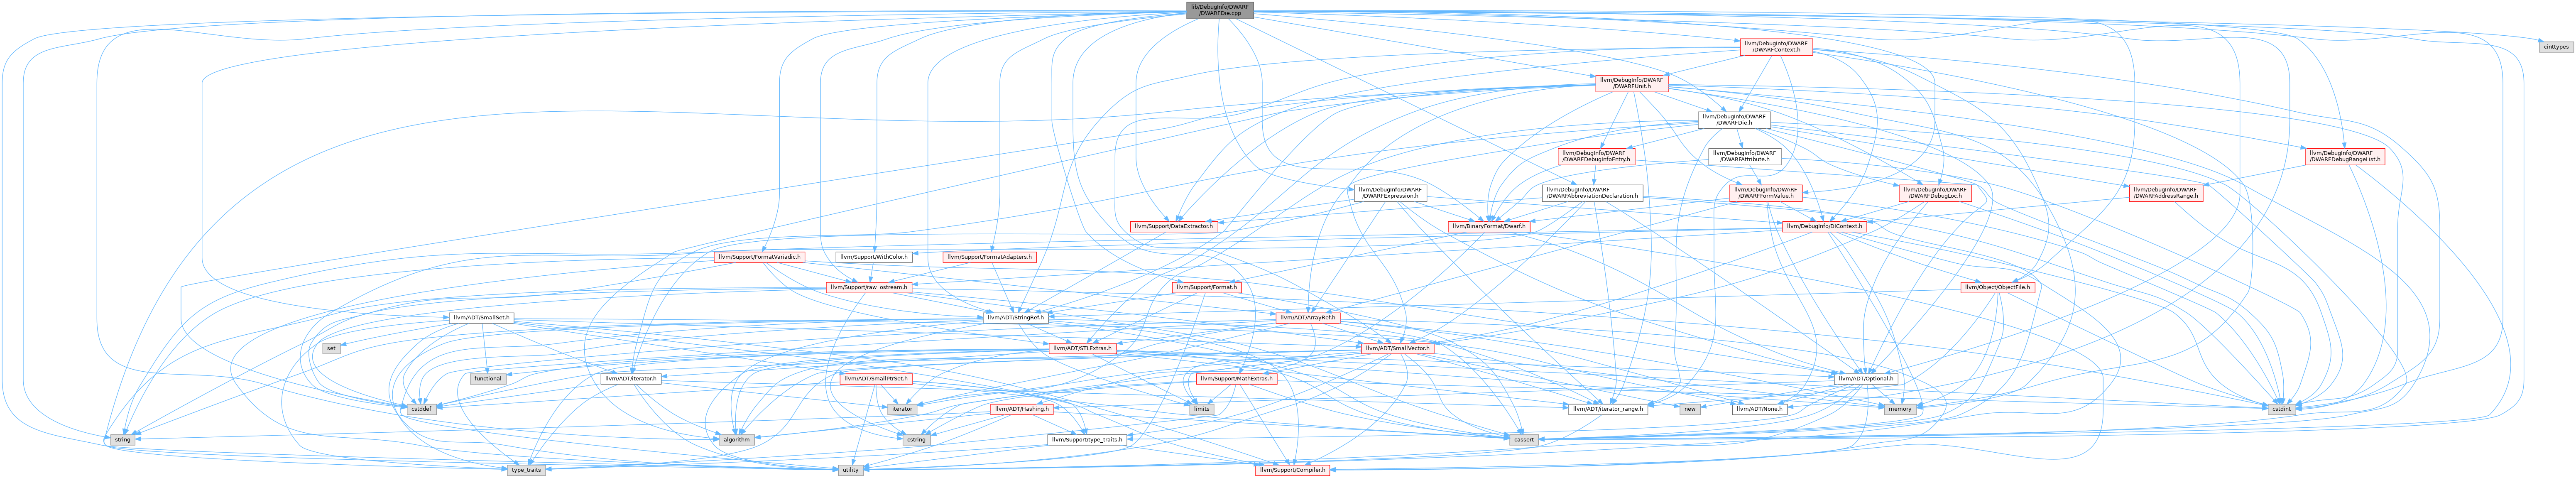 lib/DebugInfo/DWARF
/DWARFDie.cpp
llvm/DebugInfo/DWARF
/DWARFContext.h
cinttypes
llvm/DebugInfo/DWARF
/DWARFUnit.h
llvm/DebugInfo/DWARF
/DWARFDie.h
llvm/DebugInfo/DWARF
/DWARFDebugInfoEntry.h
llvm/DebugInfo/DWARF
/DWARFAttribute.h
llvm/DebugInfo/DWARF
/DWARFDebugRangeList.h
llvm/DebugInfo/DWARF
/DWARFExpression.h
llvm/DebugInfo/DWARF
/DWARFAbbreviationDeclaration.h
llvm/DebugInfo/DWARF
/DWARFFormValue.h
llvm/DebugInfo/DWARF
/DWARFDebugLoc.h
llvm/DebugInfo/DWARF
/DWARFAddressRange.h
llvm/Support/DataExtractor.h
llvm/BinaryFormat/Dwarf.h
llvm/DebugInfo/DIContext.h
llvm/Support/FormatVariadic.h
llvm/Support/WithColor.h
llvm/Support/FormatAdapters.h
llvm/Support/raw_ostream.h
llvm/Support/Format.h
llvm/Object/ObjectFile.h
llvm/ADT/SmallSet.h
llvm/ADT/StringRef.h
llvm/ADT/ArrayRef.h
set
llvm/ADT/STLExtras.h
llvm/ADT/SmallVector.h
functional
llvm/ADT/iterator.h
llvm/ADT/SmallPtrSet.h
llvm/Support/MathExtras.h
llvm/ADT/Optional.h
cstddef
iterator
llvm/ADT/Hashing.h
limits
llvm/ADT/iterator_range.h
new
llvm/ADT/None.h
memory
cstdint
string
algorithm
cstring
llvm/Support/type_traits.h
cassert
type_traits
utility
llvm/Support/Compiler.h